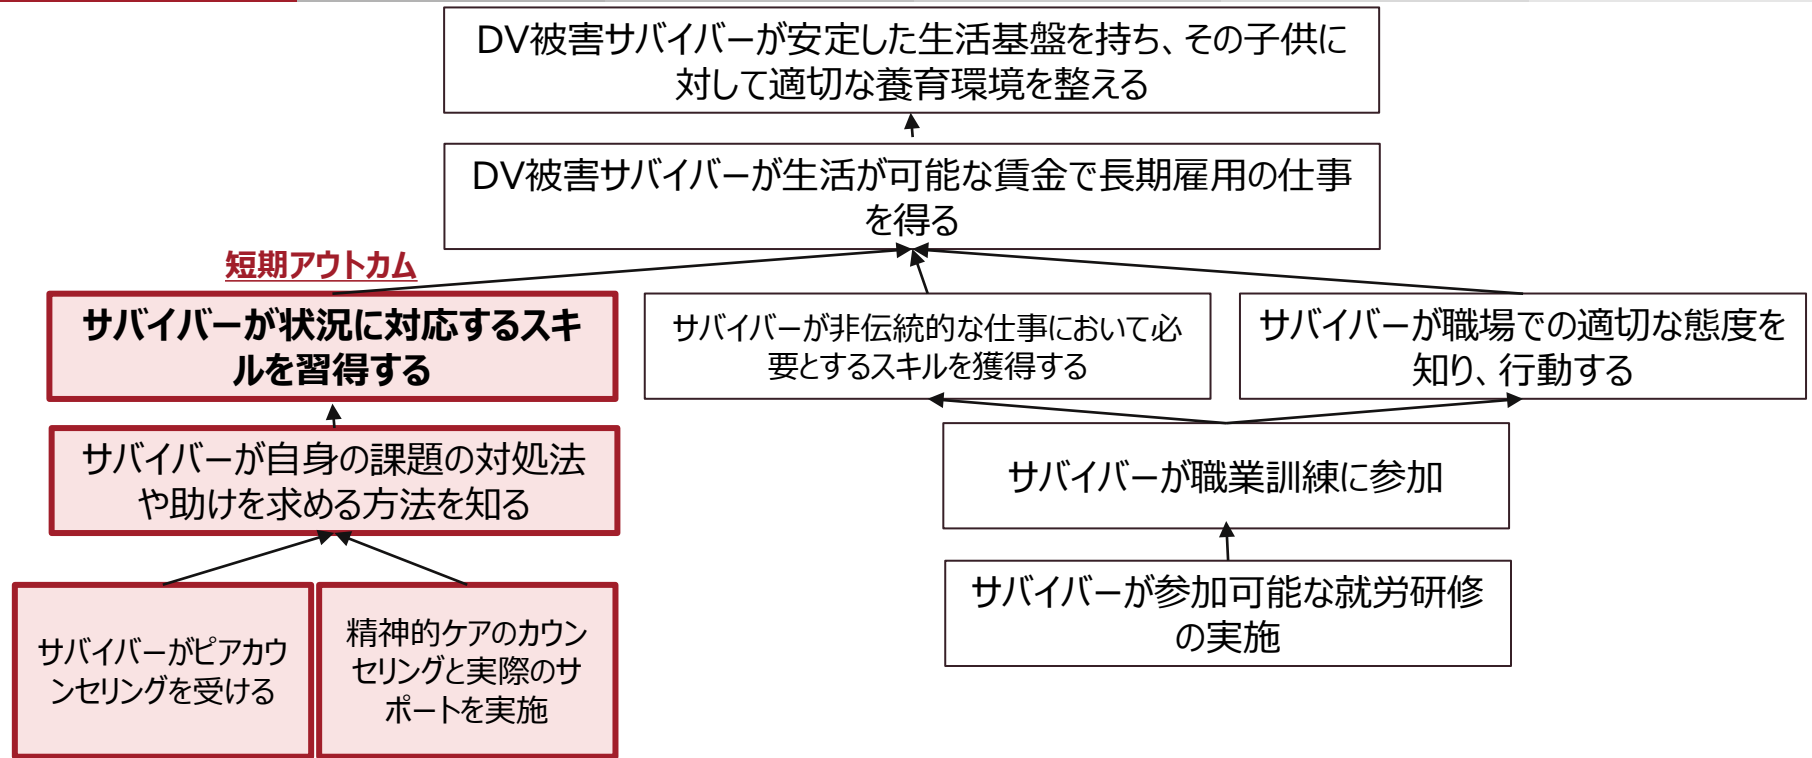 DV被害サバイバーが安定した生活基盤を持ち、その子供に
対して適切な養育環境を整える
DV被害サバイバーが生活が可能な賃金で長期雇用の仕事
を得る
短期アウトカム
サバイバーが状況に対応するスキ
ルを習得する
サバイバーが非伝統的な仕事において必
要とするスキルを獲得する
サバイバーが職場での適切な態度を
知り、行動する
サバイバーが自身の課題の対処法
や助けを求める方法を知る
サバイバーが職業訓練に参加
サバイバーがピアカウ
ンセリングを受ける
精神的ケアのカウン
セリングと実際のサ
ポートを実施
サバイバーが参加可能な就労研修
の実施